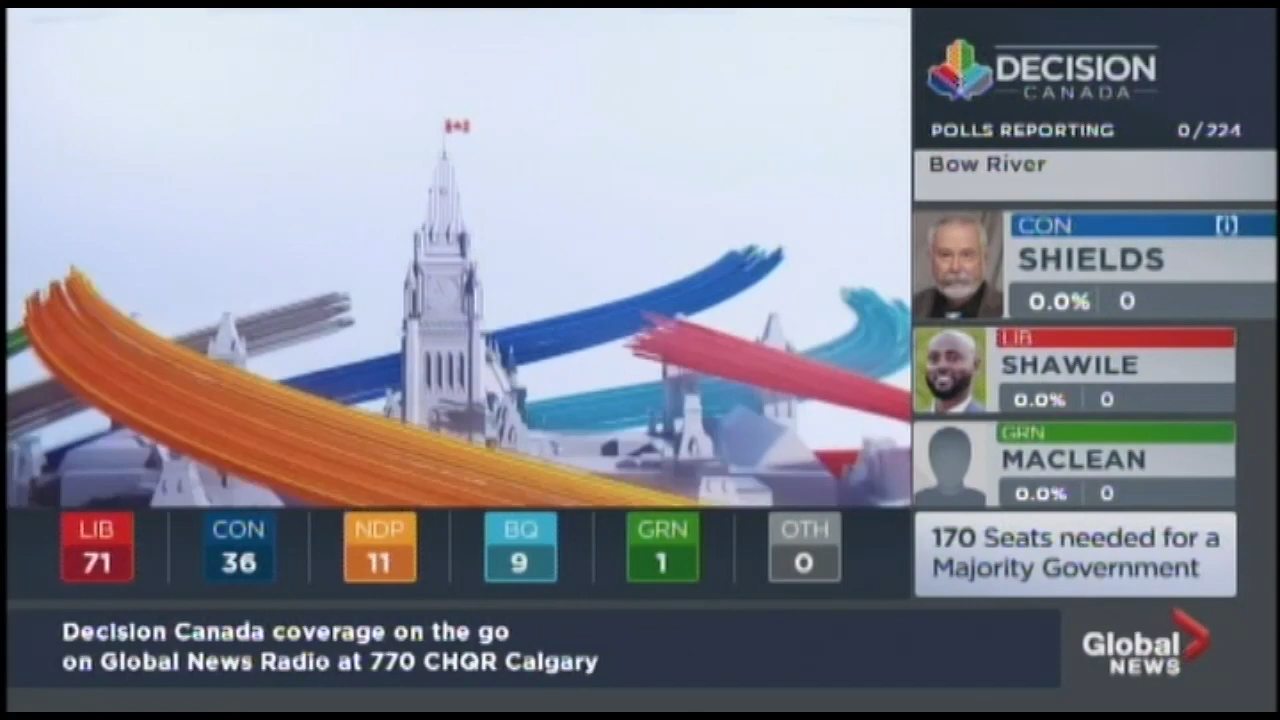 DECISION
CANADA
POLLS REPORTING 0/224
Bow River
CON [i]
SHIELDS
0.0% 0
LIB
SHAWILE
0.0% 0
GRN
MACLEAN
0.0% 0
LIB CON NDP BQ GRN OTH
71 36 11 9 1 0
170 Seats needed for a
Majority Government
Decision Canada coverage on the go
on Global News Radio at 770 CHQR Calgary
Global
NEWS